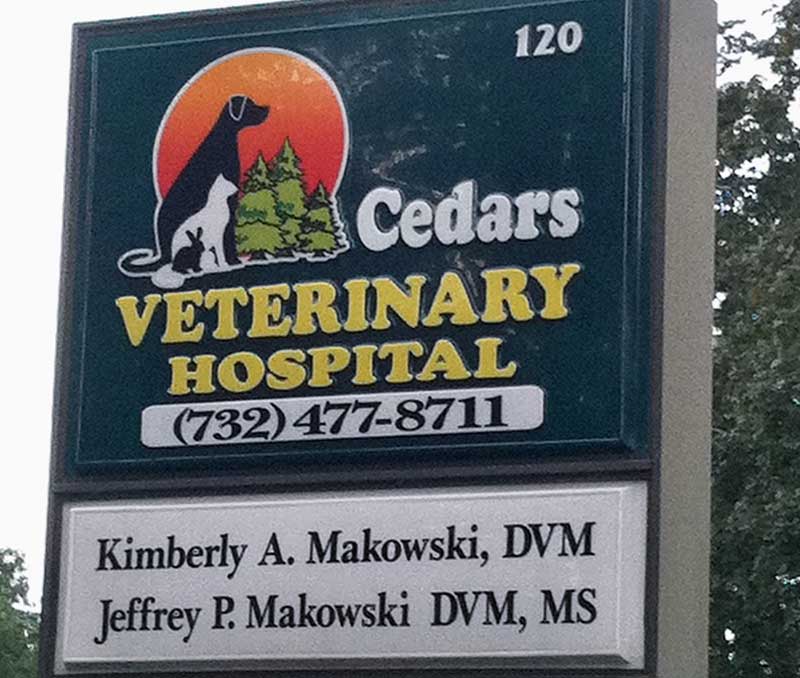 120
Cedars
VETERINARY
HOSPITAL
(732) 477-8711
Kimberly A. Makowski, DVM
Jeffrey P. Makowski DVM, MS